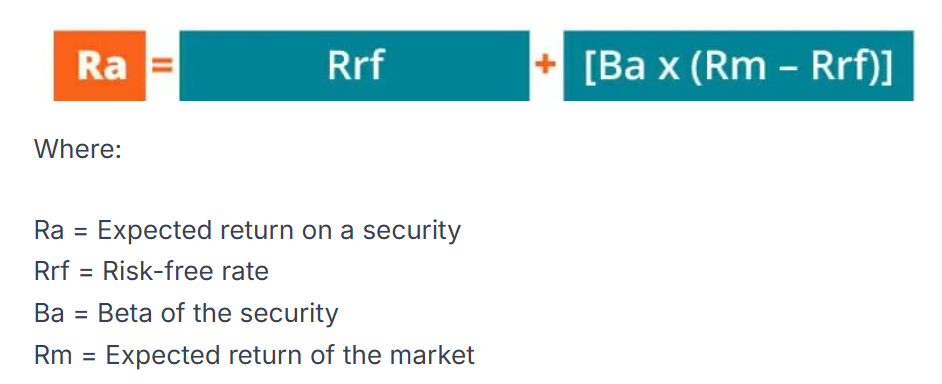 Ra = Rrf + [Ba x (Rm – Rrf)]
Where:
Ra = Expected return on a security
Rrf = Risk-free rate
Ba = Beta of the security
Rm = Expected return of the market